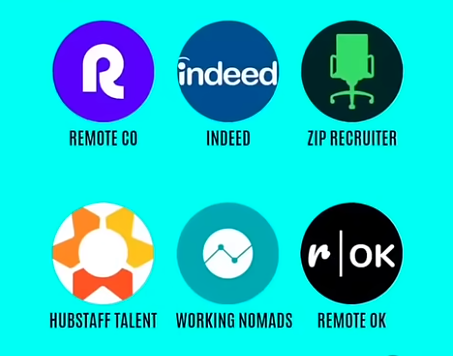 R
indeed
REMOTE CO
INDEED
ZIP RECRUITER
r|OK
HUBSTAFF TALENT
WORKING NOMADS
REMOTE OK